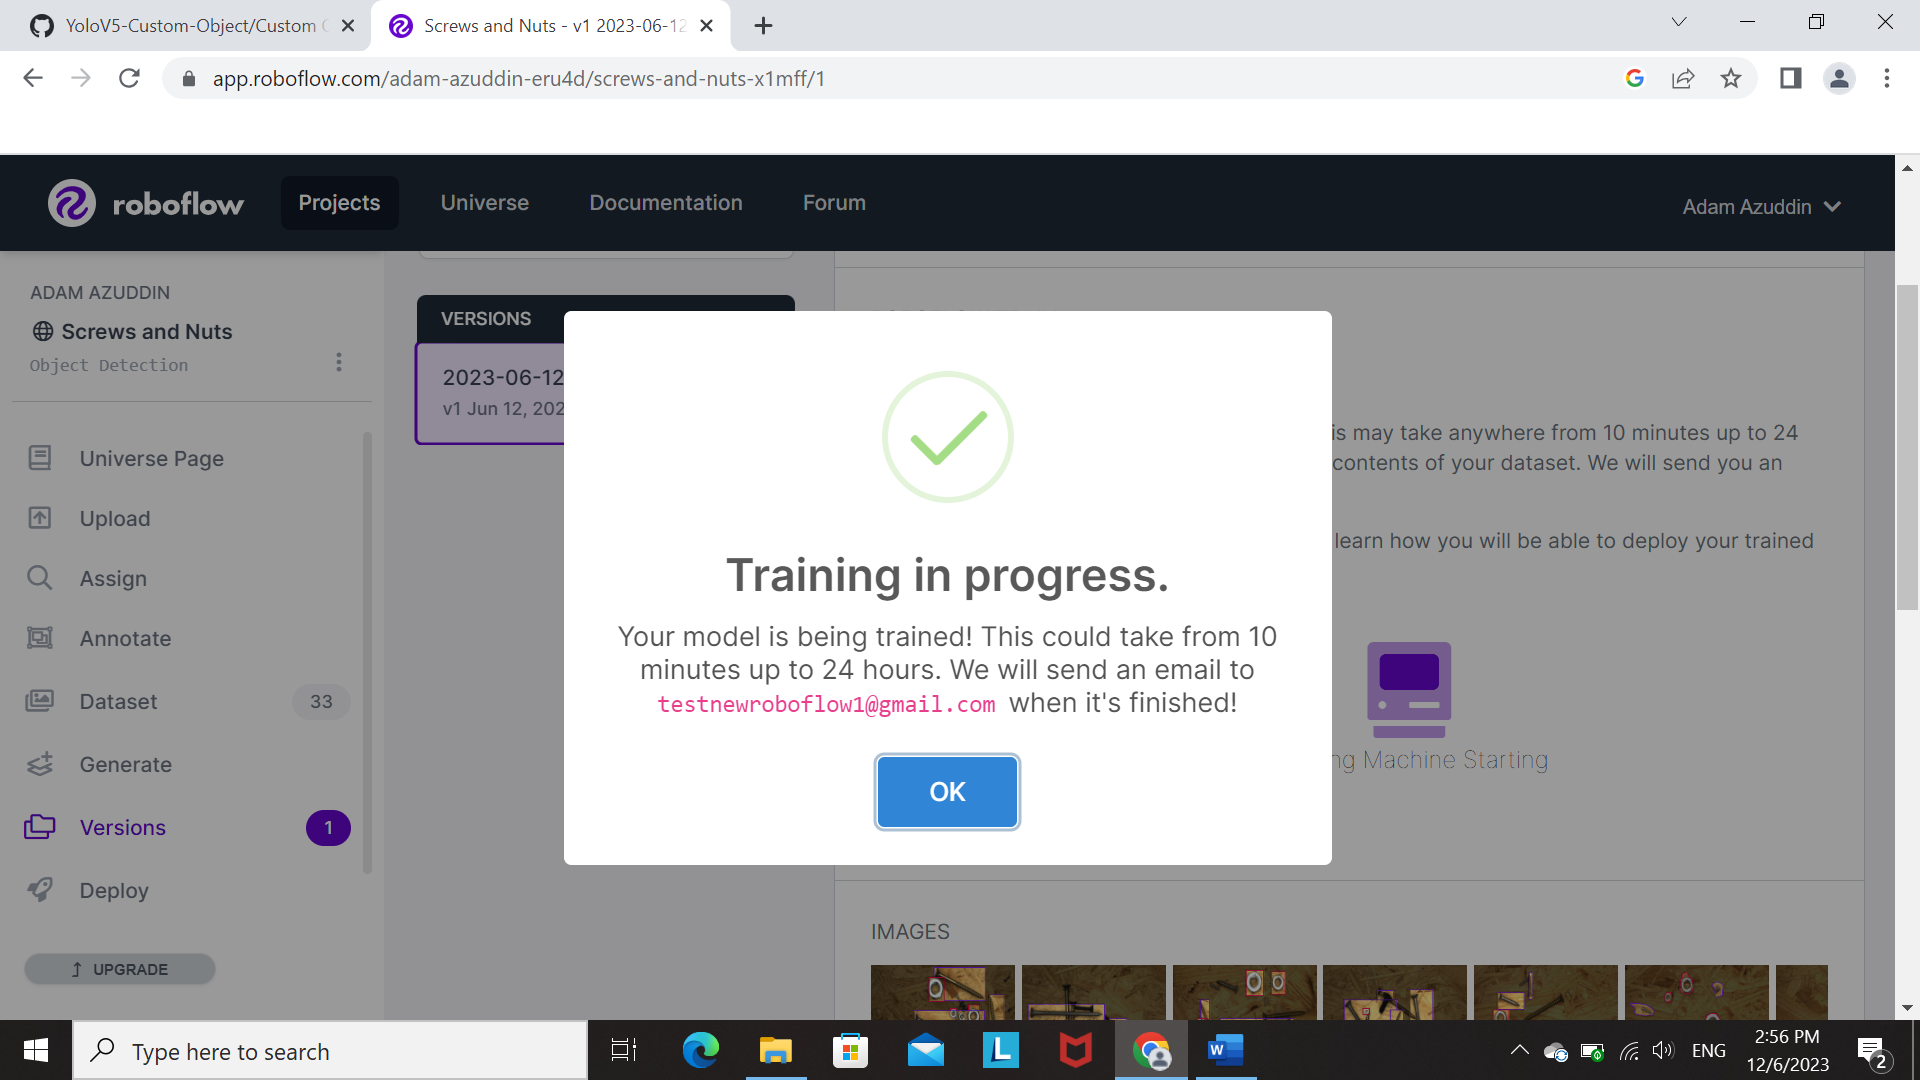 YoloV5-Custom-Object/Custom
Screws and Nuts - v1 2023-06-12
app.roboflow.com/adam-azuddin-eru4d/screws-and-nuts-x1mff/1
roboflow
Projects
Universe
Documentation
Forum
Adam Azuddin
ADAM AZUDDIN
Screws and Nuts
Object Detection
Universe Page
Upload
Assign
Annotate
Dataset 33
Generate
Versions 1
Deploy
UPGRADE
VERSIONS
2023-06-12
v1 Jun 12, 202
is may take anywhere from 10 minutes up to 24
contents of your dataset. We will send you an
learn how you will be able to deploy your trained
ng Machine Starting
Training in progress.
Your model is being trained! This could take from 10
minutes up to 24 hours. We will send an email to
testnewroboflow1@gmail.com when it's finished!
OK
IMAGES
Type here to search
ENG
2:56 PM
12/6/2023
2